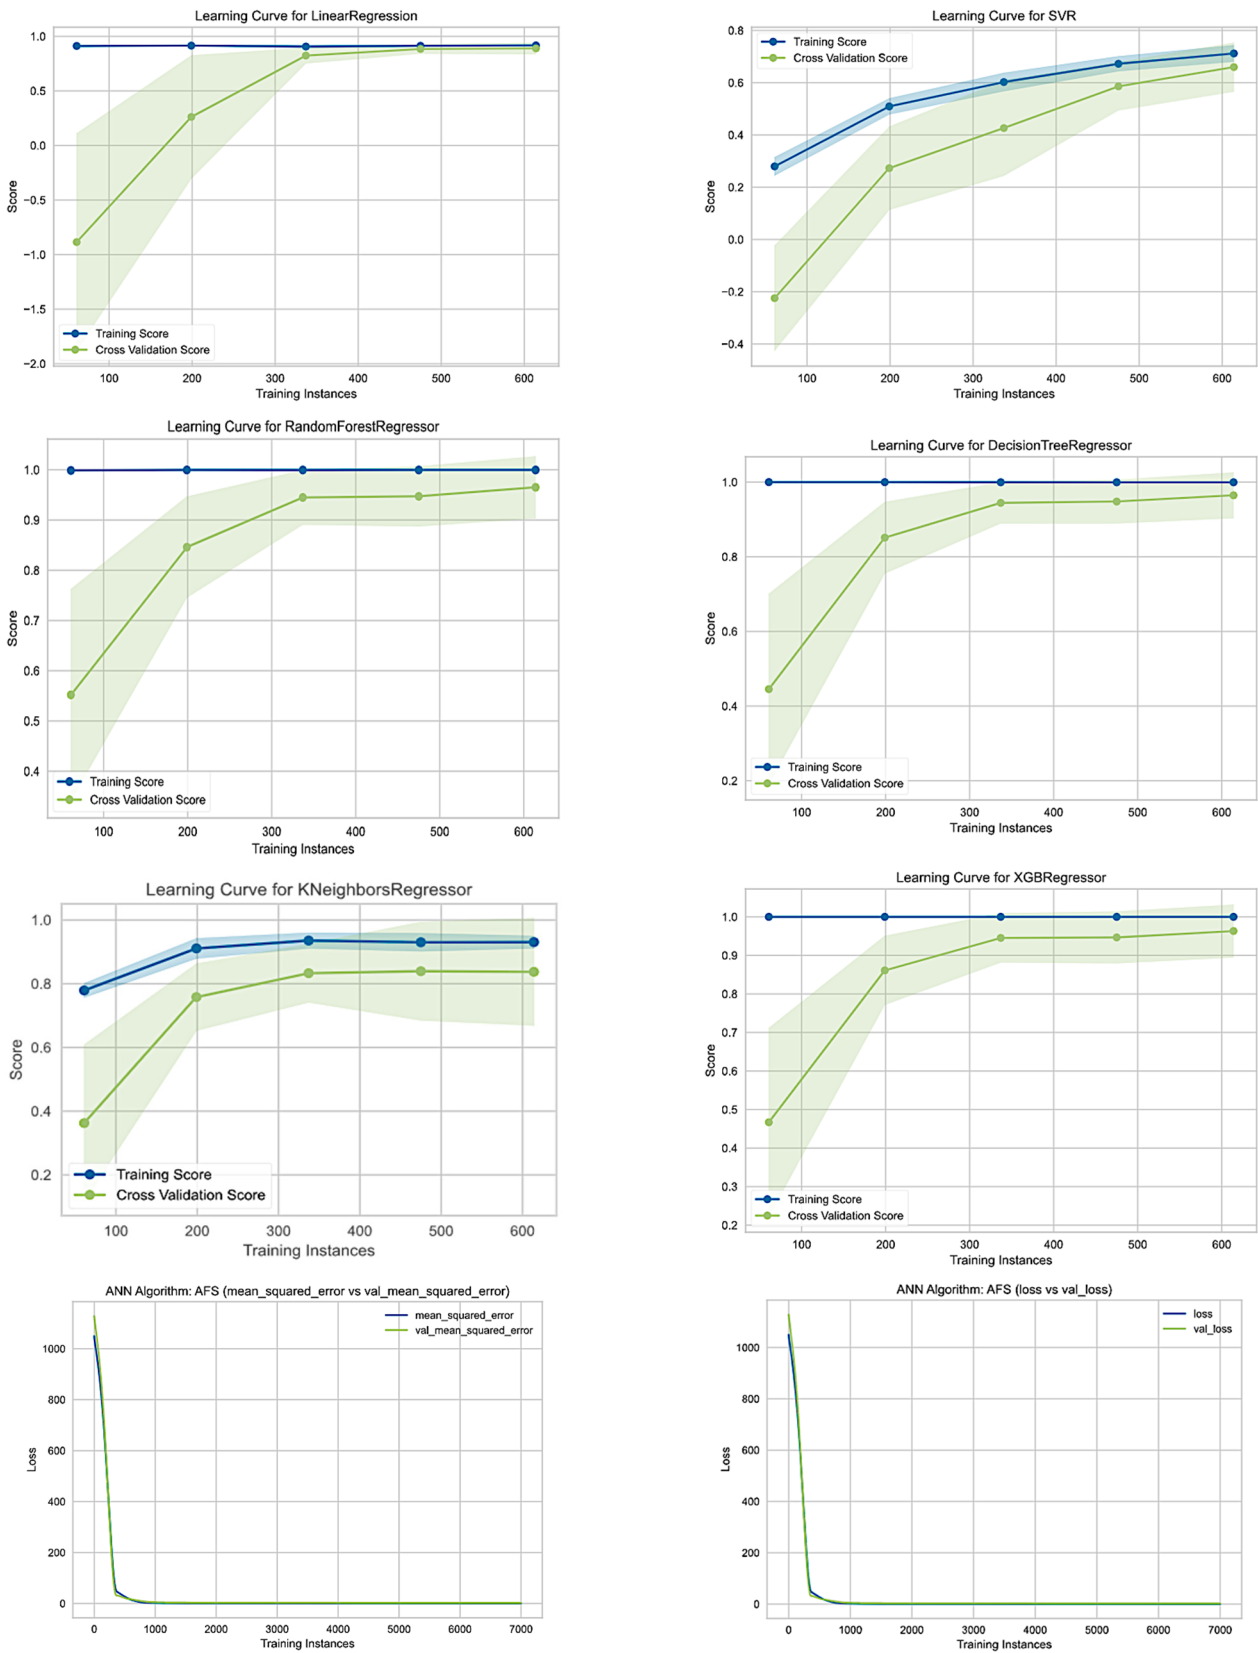 Learning Curve for LinearRegression
1.0
0.5
0.0
−0.5
−1.0
−1.5
−2.0
Score
Training Score
Cross Validation Score
100 200 300 400 500 600
Training Instances
Learning Curve for SVR
0.8
0.6
0.4
0.2
0.0
−0.2
−0.4
Score
Training Score
Cross Validation Score
100 200 300 400 500 600
Training Instances
Learning Curve for RandomForestRegressor
1.0
0.9
0.8
0.7
0.6
0.5
0.4
Score
Training Score
Cross Validation Score
100 200 300 400 500 600
Training Instances
Learning Curve for DecisionTreeRegressor
1.0
0.8
0.6
0.4
0.2
Score
Training Score
Cross Validation Score
100 200 300 400 500 600
Training Instances
Learning Curve for KNeighborsRegressor
1.0
0.8
0.6
0.4
0.2
Score
Training Score
Cross Validation Score
100 200 300 400 500 600
Training Instances
Learning Curve for XGBRegressor
1.0
0.9
0.8
0.7
0.6
0.5
0.4
0.3
0.2
Score
Training Score
Cross Validation Score
100 200 300 400 500 600
Training Instances
ANN Algorithm: AFS (mean_squared_error vs val_mean_squared_error)
mean_squared_error
val_mean_squared_error
1000
800
600
400
200
0
Loss
0 1000 2000 3000 4000 5000 6000 7000
Training Instances
ANN Algorithm: AFS (loss vs val_loss)
loss
val_loss
1000
800
600
400
200
0
Loss
0 1000 2000 3000 4000 5000 6000 7000
Training Instances